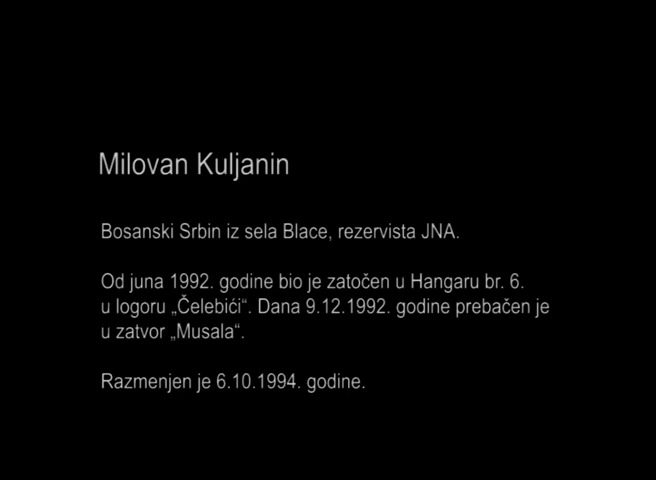 Milovan Kuljanin
Bosanski Srbin iz sela Blace, rezervista JNA.
Od juna 1992. godine bio je zatočen u Hangaru br. 6.
u logoru „Čelebići“. Dana 9.12.1992. godine prebačen je
u zatvor „Musala“.
Razmenjen je 6.10.1994. godine.